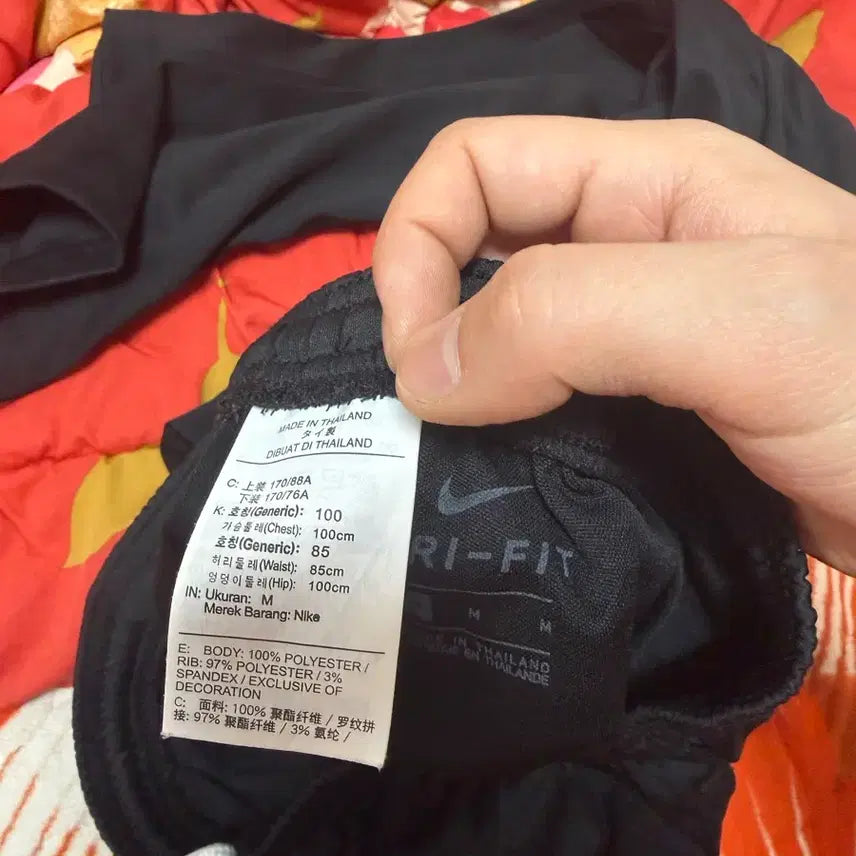 MADE IN THAILAND
タイ製
DIBUAT DI THAILAND
C: 上装 170/88A
下装 170/76A
K: 호칭(Generic): 100
가슴둘레(Chest): 100cm
호칭(Generic): 85
허리둘레(Waist): 85cm
엉덩이둘레(Hip): 100cm
IN: Ukuran: M
Merek Barang: Nike
E: BODY: 100% POLYESTER /
RIB: 97% POLYESTER / 3%
SPANDEX / EXCLUSIVE OF
DECORATION
C: 面料: 100% 聚酯纤维 / 罗纹拼
接: 97% 聚酯纤维 / 3% 氨纶 /
RI-FIT
M M
IN THAILAND
EN THAILANDE